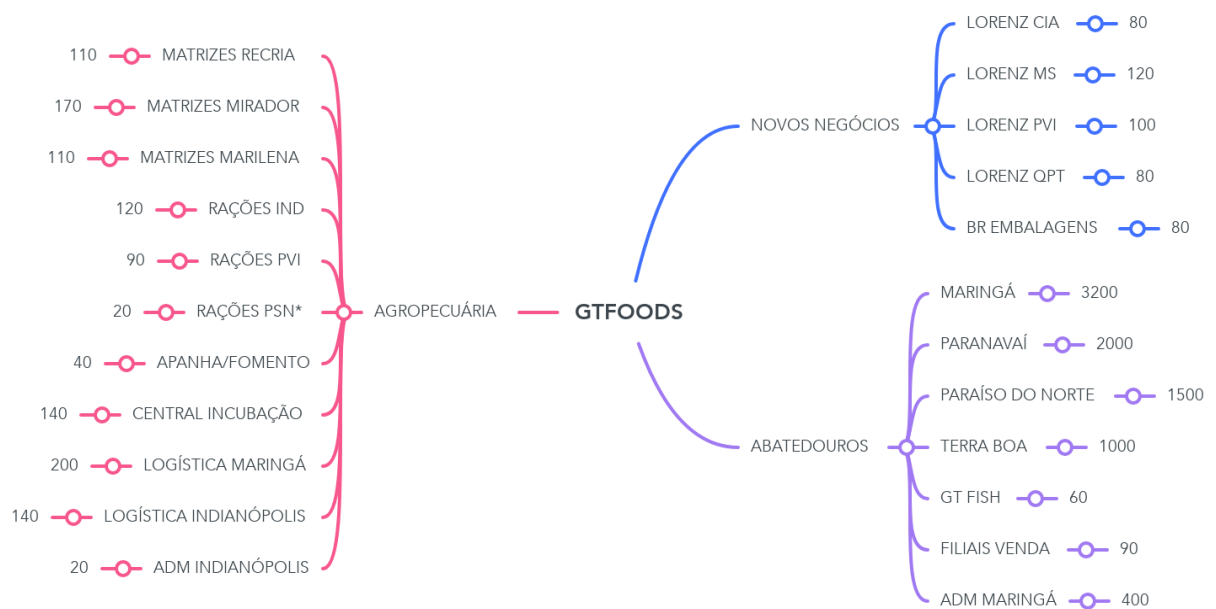 GTFOODS
AGROPECUÁRIA
110 MATRIZES RECRIA
170 MATRIZES MIRADOR
110 MATRIZES MARILENA
120 RAÇÕES IND
90 RAÇÕES PVI
20 RAÇÕES PSN*
40 APANHA/FOMENTO
140 CENTRAL INCUBAÇÃO
200 LOGÍSTICA MARINGÁ
140 LOGÍSTICA INDIANÓPOLIS
20 ADM INDIANÓPOLIS
NOVOS NEGÓCIOS
LORENZ CIA 80
LORENZ MS 120
LORENZ PVI 100
LORENZ QPT 80
BR EMBALAGENS 80
ABATEDOUROS
MARINGÁ 3200
PARANAVAÍ 2000
PARAÍSO DO NORTE 1500
TERRA BOA 1000
GT FISH 60
FILIAIS VENDA 90
ADM MARINGÁ 400